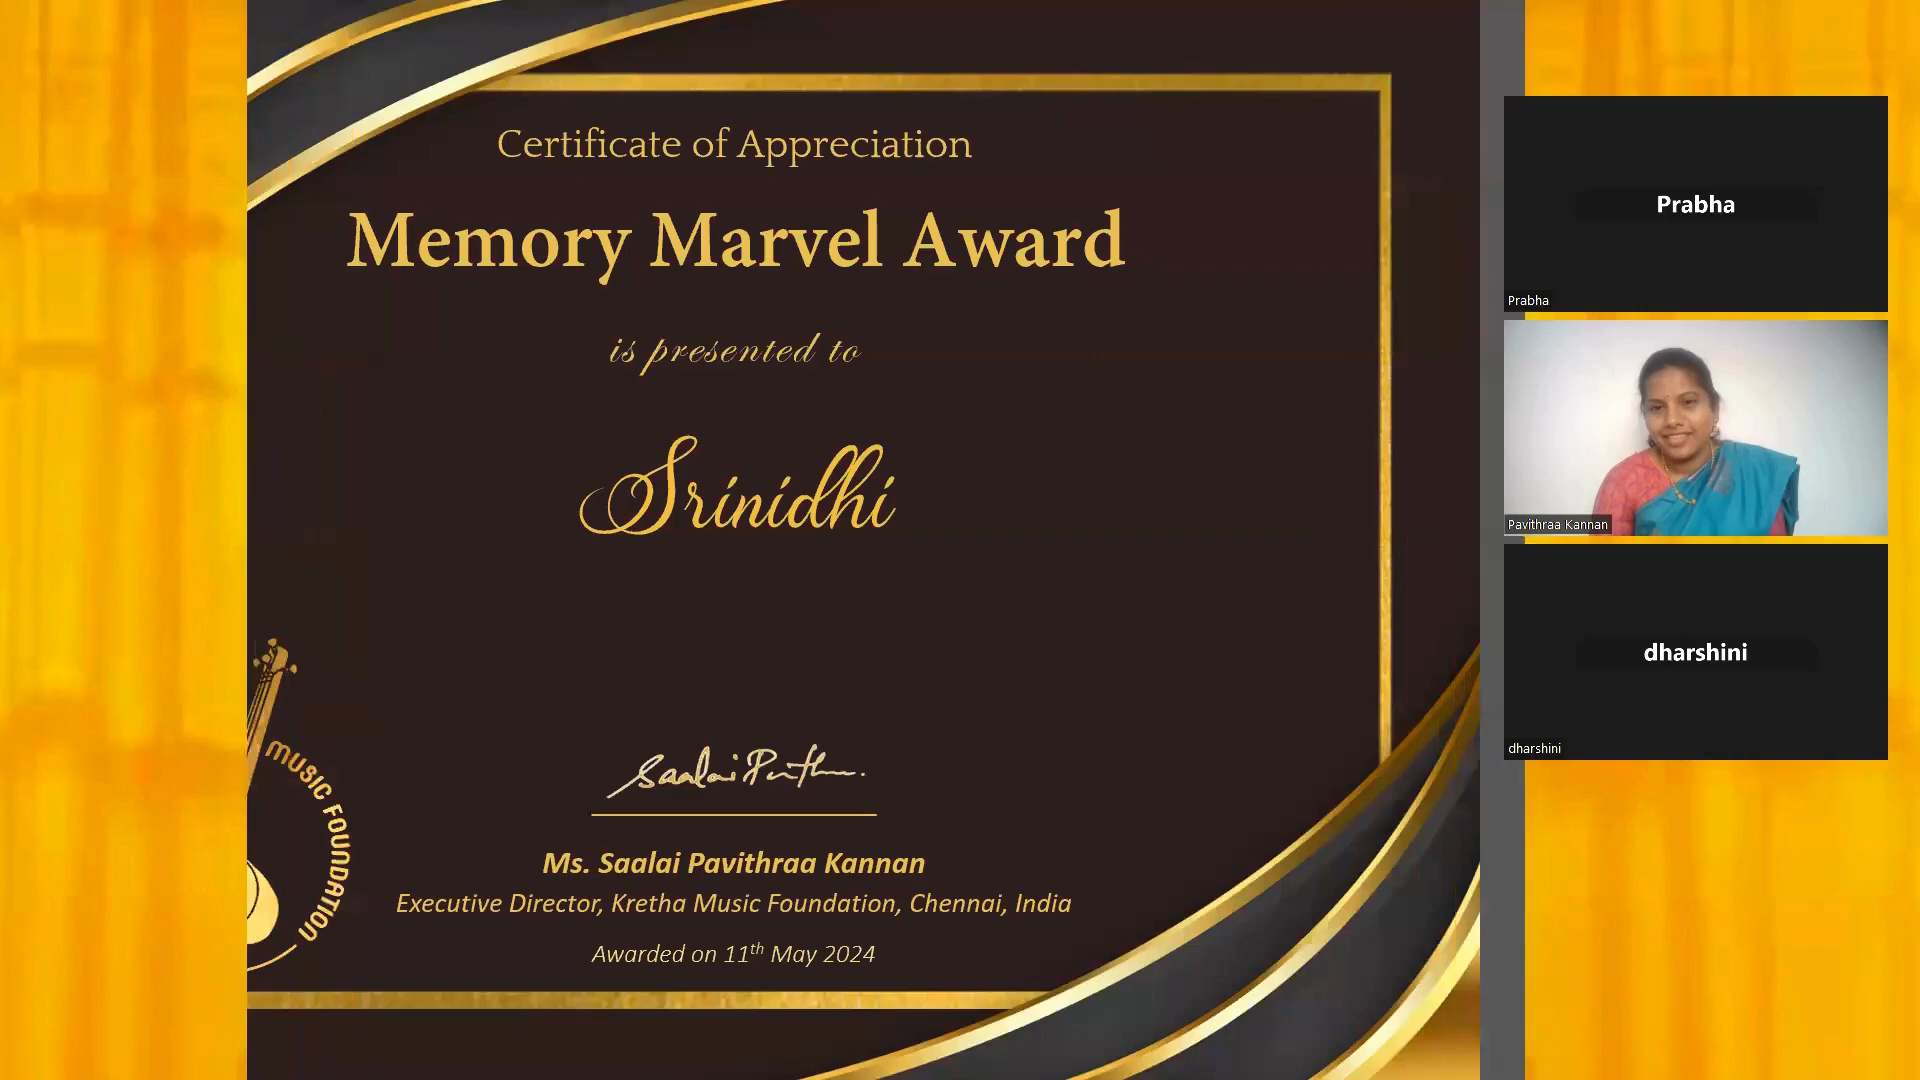 Certificate of Appreciation
Memory Marvel Award
is presented to
Srinidhi
MUSIC FOUNDATION
Ms. Saalai Pavithraa Kannan
Executive Director, Kretha Music Foundation, Chennai, India
Awarded on 11th May 2024
Prabha
Prabha
Pavithraa Kannan
dharshini
dharshini